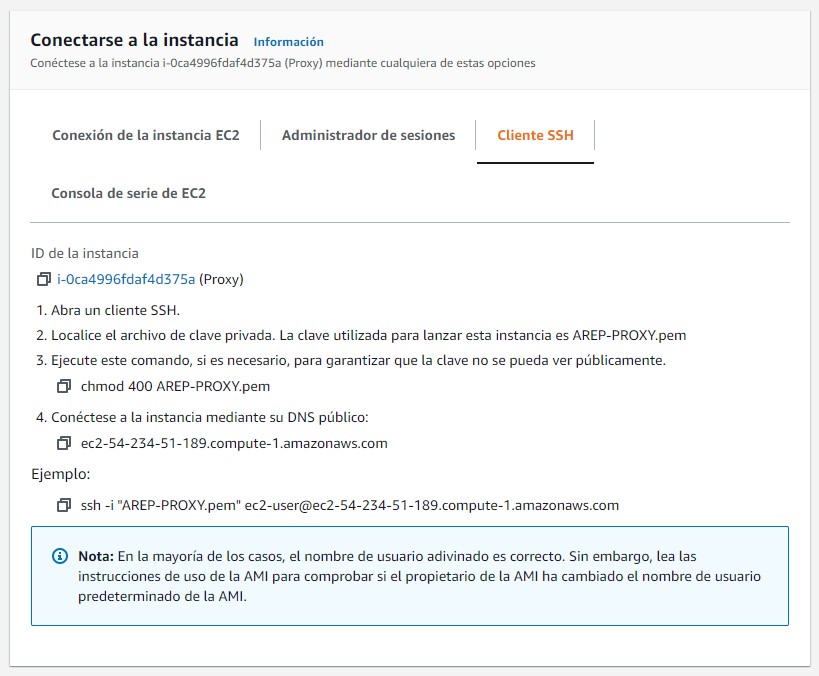 Conectarse a la instancia Información
Conéctese a la instancia i-0ca4996fdaf4d375a (Proxy) mediante cualquiera de estas opciones
Conexión de la instancia EC2 Administrador de sesiones Cliente SSH
Consola de serie de EC2
ID de la instancia
i-0ca4996fdaf4d375a (Proxy)
1. Abra un cliente SSH.
2. Localice el archivo de clave privada. La clave utilizada para lanzar esta instancia es AREP-PROXY.pem
3. Ejecute este comando, si es necesario, para garantizar que la clave no se pueda ver públicamente.
chmod 400 AREP-PROXY.pem
4. Conéctese a la instancia mediante su DNS público:
ec2-54-234-51-189.compute-1.amazonaws.com
Ejemplo:
ssh -i "AREP-PROXY.pem" ec2-user@ec2-54-234-51-189.compute-1.amazonaws.com
Nota: En la mayoría de los casos, el nombre de usuario adivinado es correcto. Sin embargo, lea las
instrucciones de uso de la AMI para comprobar si el propietario de la AMI ha cambiado el nombre de usuario
predeterminado de la AMI.